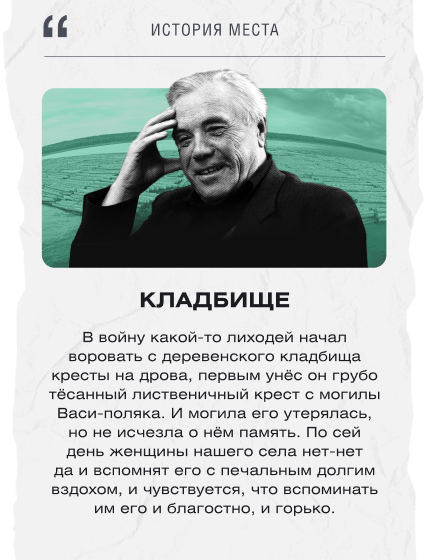 “
ИСТОРИЯ МЕСТА
КЛАДБИЩЕ
В войну какой-то лиходей начал
воровать с деревенского кладбища
кресты на дрова, первым унёс он грубо
тёсанный лиственичный крест с могилы
Васи-поляка. И могила его утерялась,
но не исчезла о нём память. По сей
день женщины нашего села нет-нет
да и вспомнят его с печальным долгим
вздохом, и чувствуется, что вспоминать
им его и благостно, и горько.